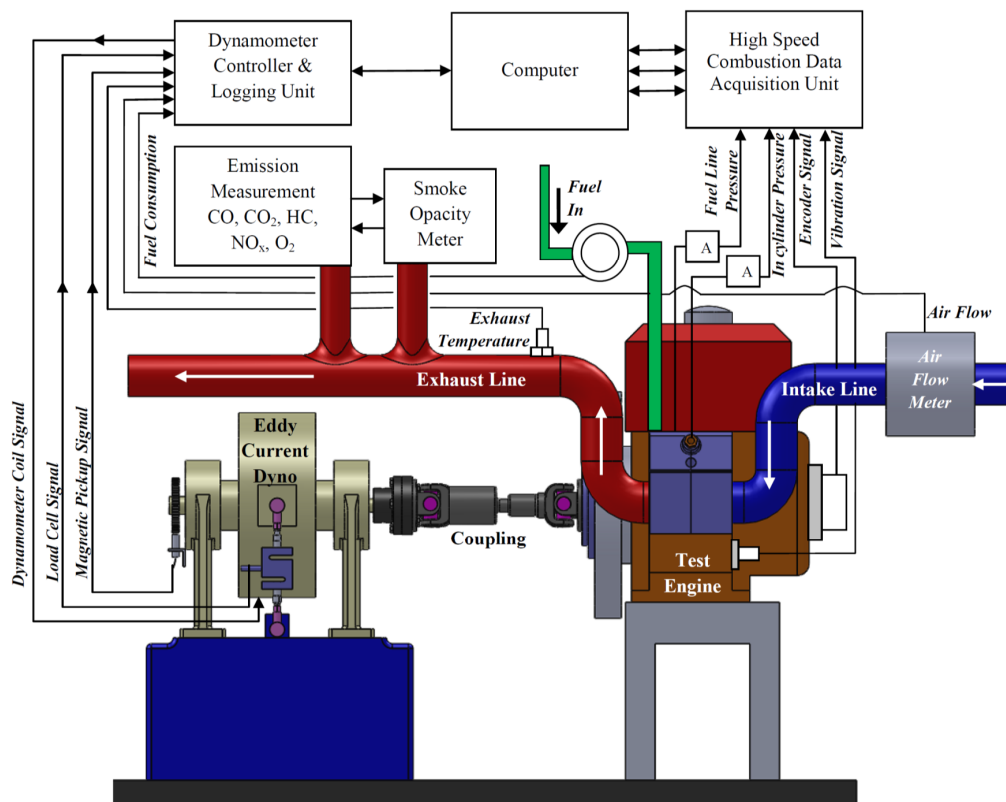 Dynamometer
Controller &
Logging Unit
Computer
High Speed
Combustion Data
Acquisition Unit
Fuel Consumption
Emission
Measurement
CO, CO₂, HC,
NOₓ, O₂
Smoke
Opacity
Meter
Fuel
In
Fuel Line
Pressure
In cylinder Pressure
Encoder Signal
Vibration Signal
A
A
Exhaust
Temperature
Air Flow
Exhaust Line
Intake Line
Air
Flow
Meter
Dynamometer Coil Signal
Load Cell Signal
Magnetic Pickup Signal
Eddy
Current
Dyno
Coupling
Test
Engine